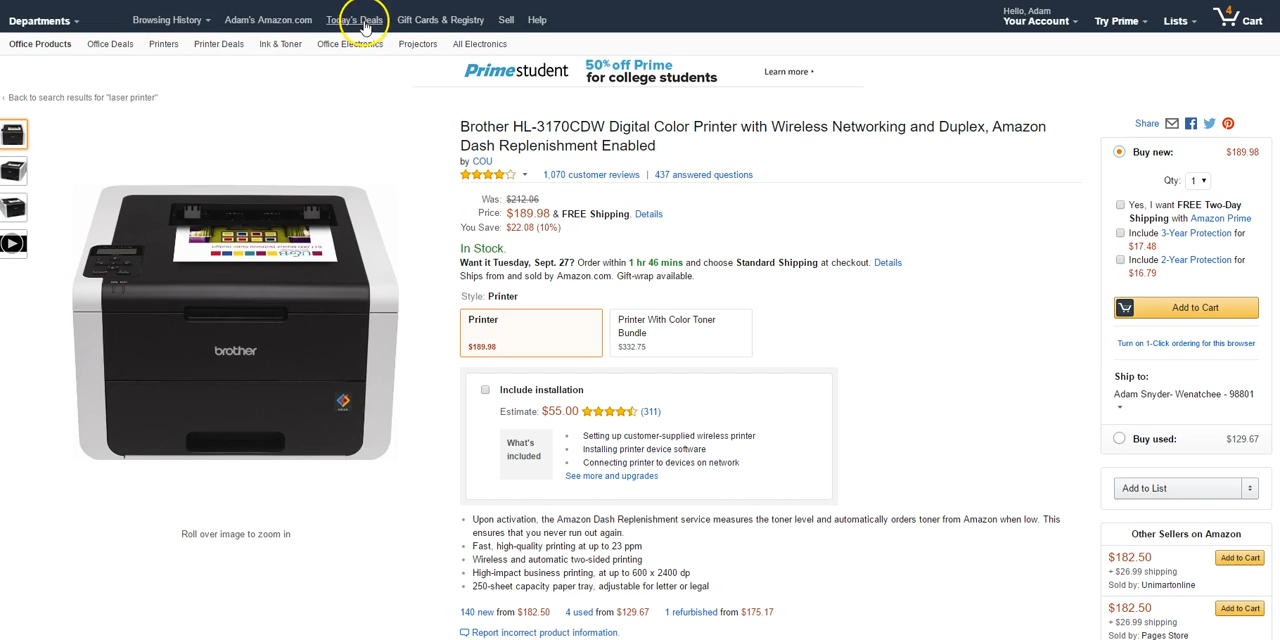 Departments
Browsing History
Adam's Amazon.com
Today's Deals
Gift Cards & Registry
Sell
Help
Hello, Adam
Your Account
Try Prime
Lists
4
Cart
Office Products
Office Deals
Printers
Printer Deals
Ink & Toner
Office Electronics
Projectors
All Electronics
Prime student
50% off Prime
for college students
Learn more
‹ Back to search results for "laser printer"
Brother HL-3170CDW Digital Color Printer with Wireless Networking and Duplex, Amazon
Dash Replenishment Enabled
by COU
1,070 customer reviews | 437 answered questions
Was: $212.06
Price: $189.98 & FREE Shipping. Details
You Save: $22.08 (10%)
In Stock.
Want it Tuesday, Sept. 27? Order within 1 hr 46 mins and choose Standard Shipping at checkout. Details
Ships from and sold by Amazon.com. Gift-wrap available.
Style: Printer
Printer
$189.98
Printer With Color Toner
Bundle
$332.75
Include installation
Estimate: $55.00 (311)
What's
included
Setting up customer-supplied wireless printer
Installing printer device software
Connecting printer to devices on network
See more and upgrades
Upon activation, the Amazon Dash Replenishment service measures the toner level and automatically orders toner from Amazon when low. This
ensures that you never run out again.
Fast, high-quality printing at up to 23 ppm
Wireless and automatic two-sided printing
High-impact business printing, at up to 600 x 2400 dp
250-sheet capacity paper tray, adjustable for letter or legal
140 new from $182.50 4 used from $129.67 1 refurbished from $175.17
Report incorrect product information.
brother
Roll over image to zoom in
Share
Buy new: $189.98
Qty: 1
Yes, I want FREE Two-Day
Shipping with Amazon Prime
Include 3-Year Protection for
$17.48
Include 2-Year Protection for
$16.79
Add to Cart
Turn on 1-Click ordering for this browser
Ship to:
Adam Snyder- Wenatchee - 98801
Buy used: $129.67
Add to List
Other Sellers on Amazon
$182.50 Add to Cart
+ $26.99 shipping
Sold by: Unimartonline
$182.50 Add to Cart
+ $26.99 shipping
Sold by: Pages Store